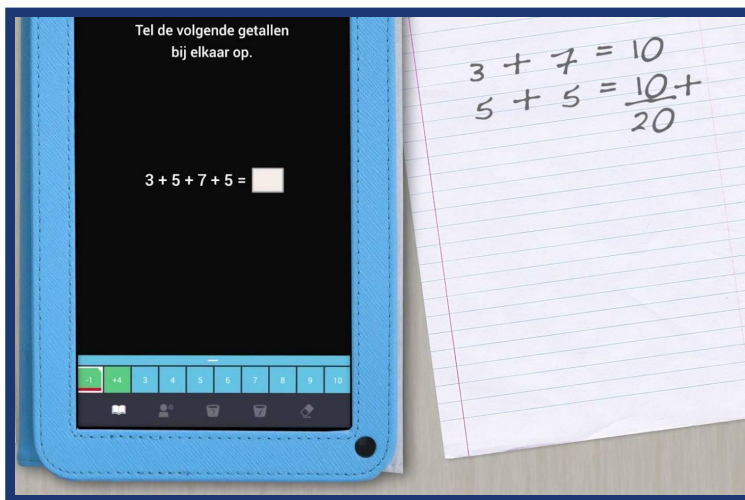 Tel de volgende getallen
bij elkaar op.
3 + 5 + 7 + 5 =
-1 +4 3 4 5 6 7 8 9 10
3 + 7 = 10
5 + 5 = 10 +
20